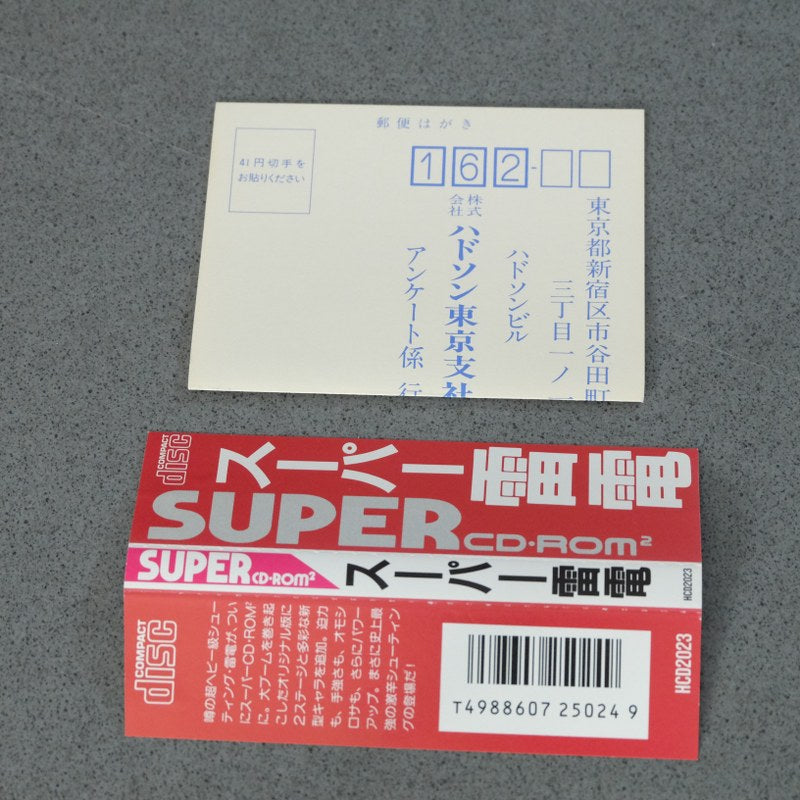 郵便はがき
41円切手を
お貼りください
162-
東京都新宿区市谷田町
三丁目一ノ一
ハドソンビル
株式
会社
ハドソン東京支社
アンケート係 行
COMPACT
disc
スーパー雷電
SUPER CD・ROM²
SUPER CD・ROM²
スーパー雷電
HCD2023
COMPACT
disc
噂の超ヘビー級シュー
ティング、雷電が、つい
にスーパーCD・ROM²
に。大ブームを巻き起
こしたオリジナル版に
2ステージと多彩な新
型キャラを追加。迫力
も、手強さも、オモシ
ロサも、さらにパワー
アップ。まさに史上最
強の激辛シューティン
グの登場だ!
T4988607 25024 9
HCD2023